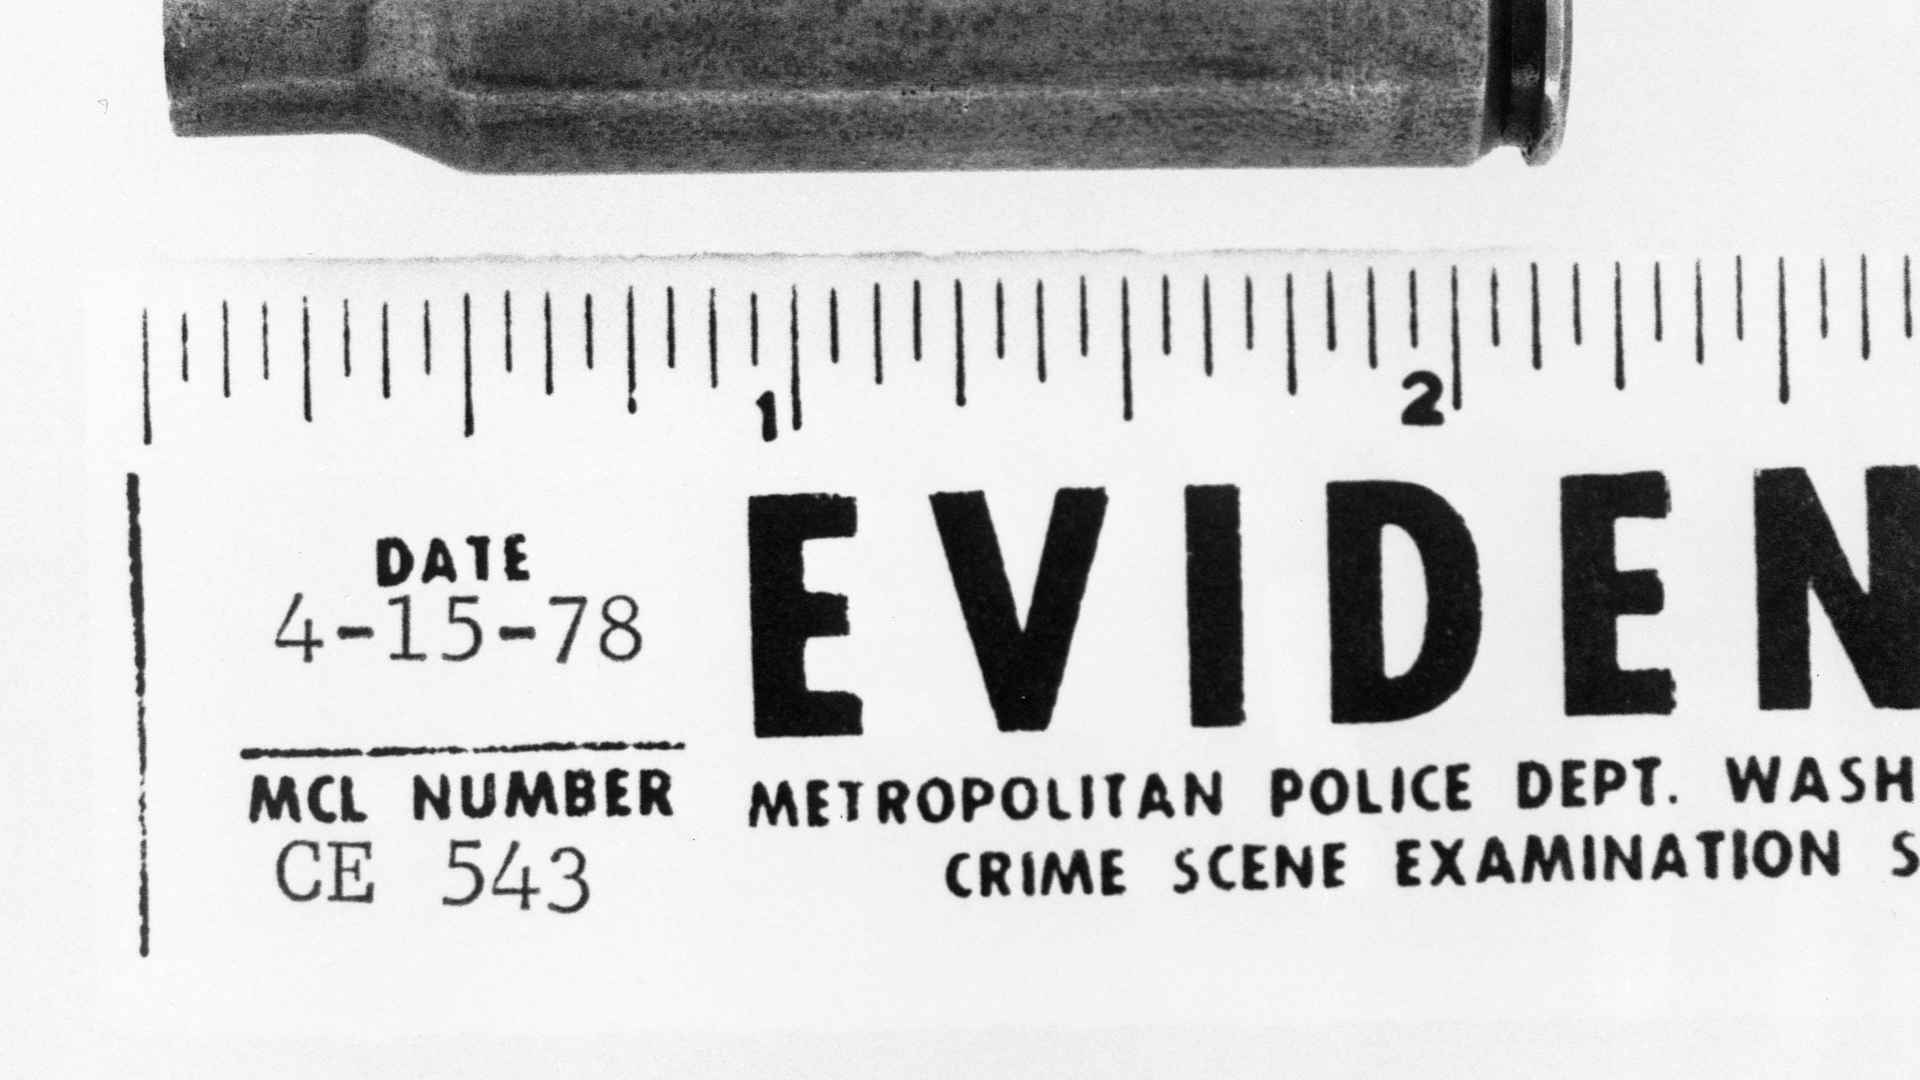 1 2
DATE
4-15-78
EVIDEN
MCL NUMBER
CE 543
METROPOLITAN POLICE DEPT. WASH
CRIME SCENE EXAMINATION S